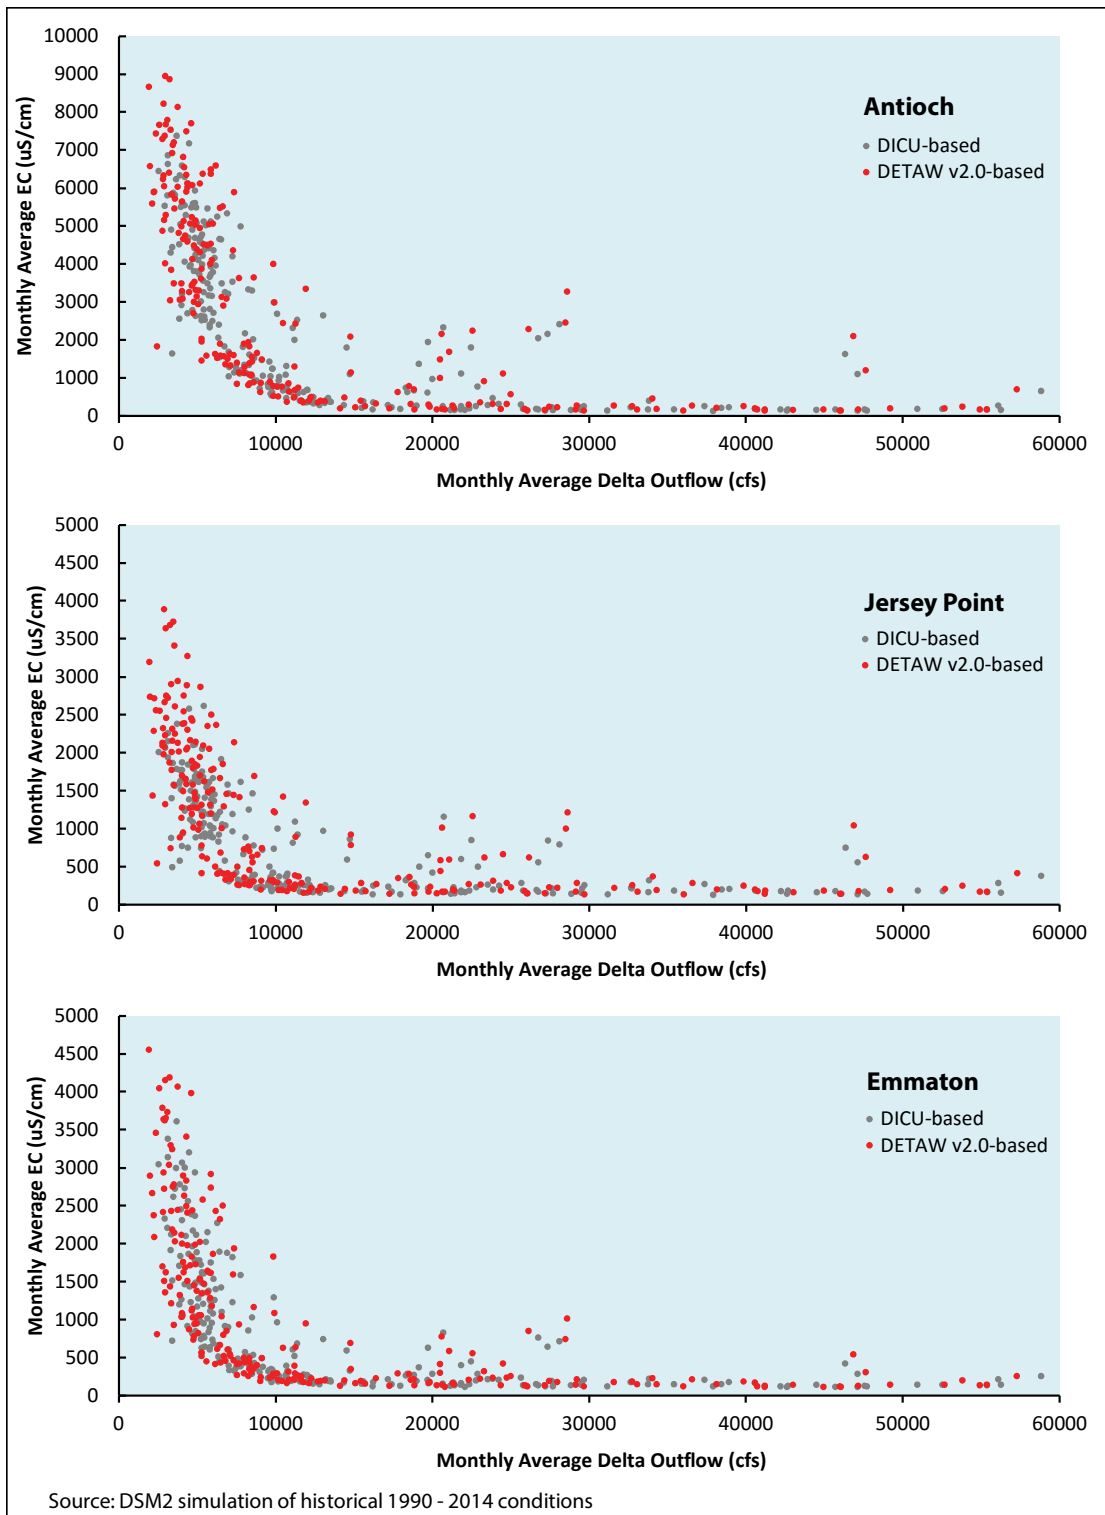 10000
9000
8000
7000
6000
5000
4000
3000
2000
1000
0
Monthly Average EC (uS/cm)
Antioch
DICU-based
DETAW v2.0-based
0 10000 20000 30000 40000 50000 60000
Monthly Average Delta Outflow (cfs)
5000
4500
4000
3500
3000
2500
2000
1500
1000
500
0
Monthly Average EC (uS/cm)
Jersey Point
DICU-based
DETAW v2.0-based
0 10000 20000 30000 40000 50000 60000
Monthly Average Delta Outflow (cfs)
5000
4500
4000
3500
3000
2500
2000
1500
1000
500
0
Monthly Average EC (uS/cm)
Emmaton
DICU-based
DETAW v2.0-based
0 10000 20000 30000 40000 50000 60000
Monthly Average Delta Outflow (cfs)
Source: DSM2 simulation of historical 1990 - 2014 conditions